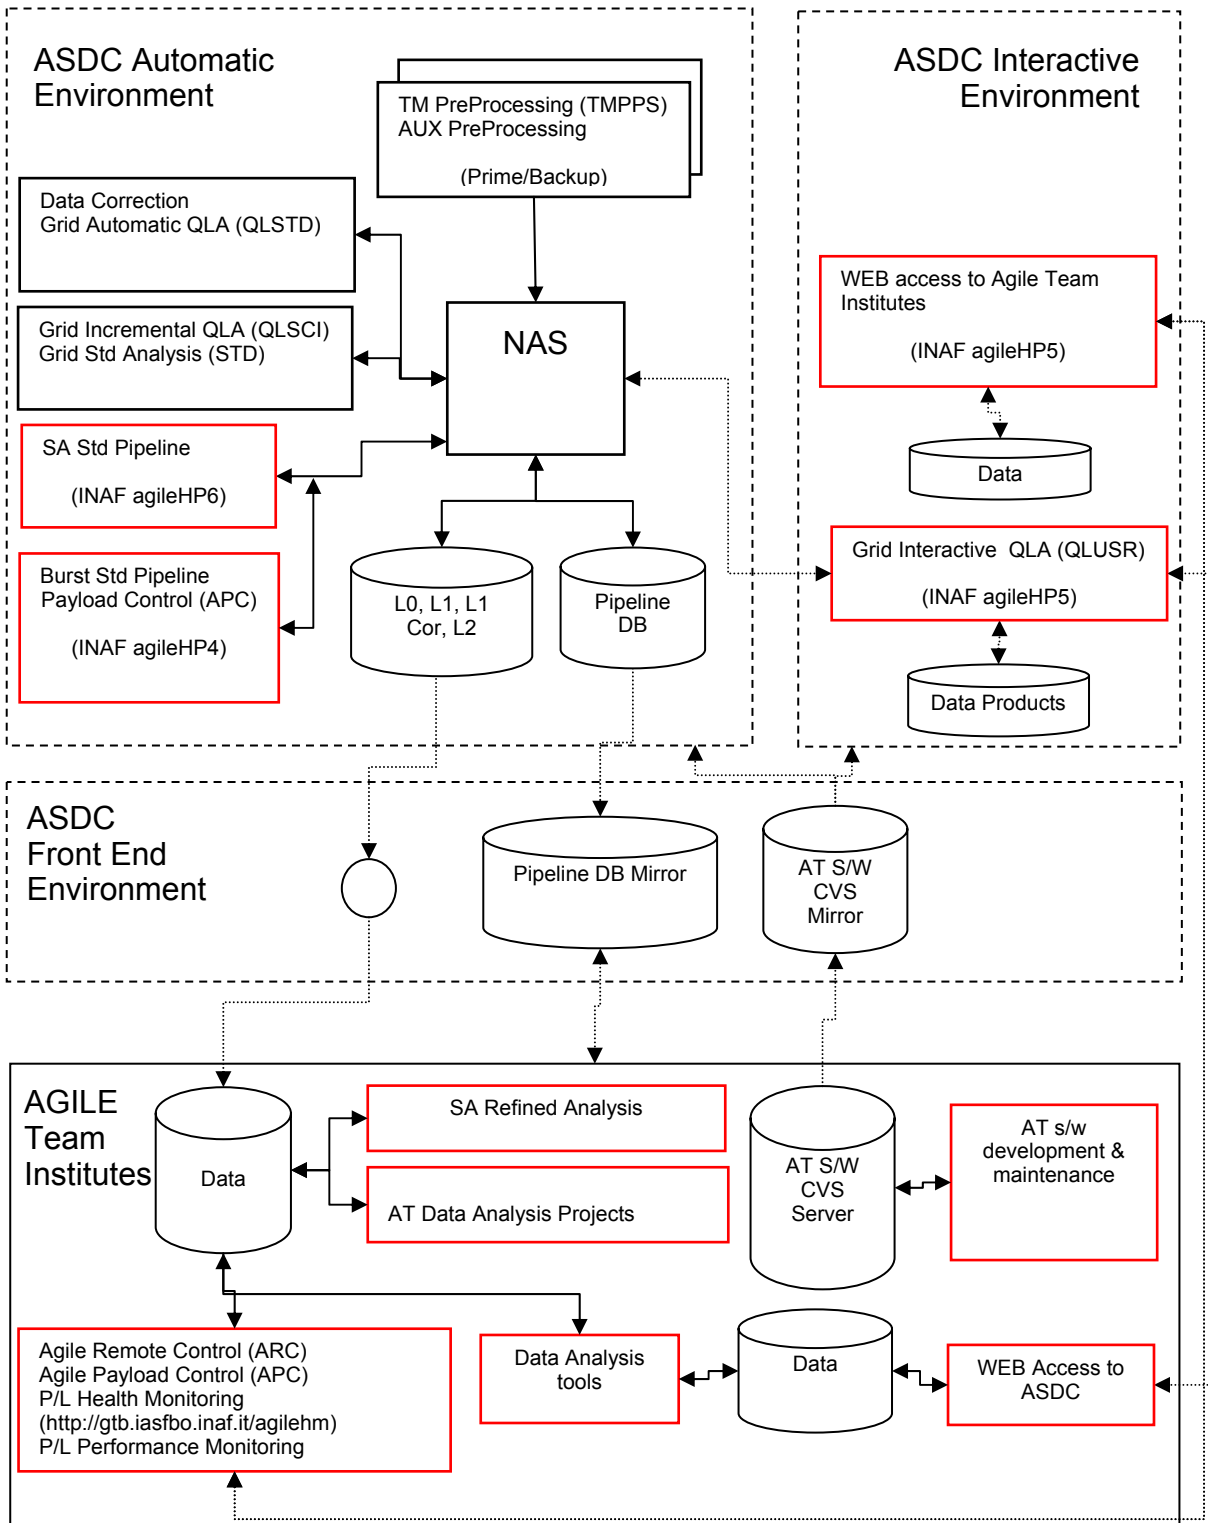 ASDC Automatic
Environment
TM PreProcessing (TMPPS)
AUX PreProcessing
(Prime/Backup)
Data Correction
Grid Automatic QLA (QLSTD)
Grid Incremental QLA (QLSCI)
Grid Std Analysis (STD)
NAS
SA Std Pipeline
(INAF agileHP6)
Burst Std Pipeline
Payload Control (APC)
(INAF agileHP4)
L0, L1, L1
Cor, L2
Pipeline
DB
ASDC Interactive
Environment
WEB access to Agile Team
Institutes
(INAF agileHP5)
Data
Grid Interactive QLA (QLUSR)
(INAF agileHP5)
Data Products
ASDC
Front End
Environment
Pipeline DB Mirror
AT S/W
CVS
Mirror
AGILE
Team
Institutes
Data
SA Refined Analysis
AT Data Analysis Projects
AT S/W
CVS
Server
AT s/w
development &
maintenance
Agile Remote Control (ARC)
Agile Payload Control (APC)
P/L Health Monitoring
(http://gtb.iasfbo.inaf.it/agilehm)
P/L Performance Monitoring
Data Analysis
tools
Data
WEB Access to
ASDC